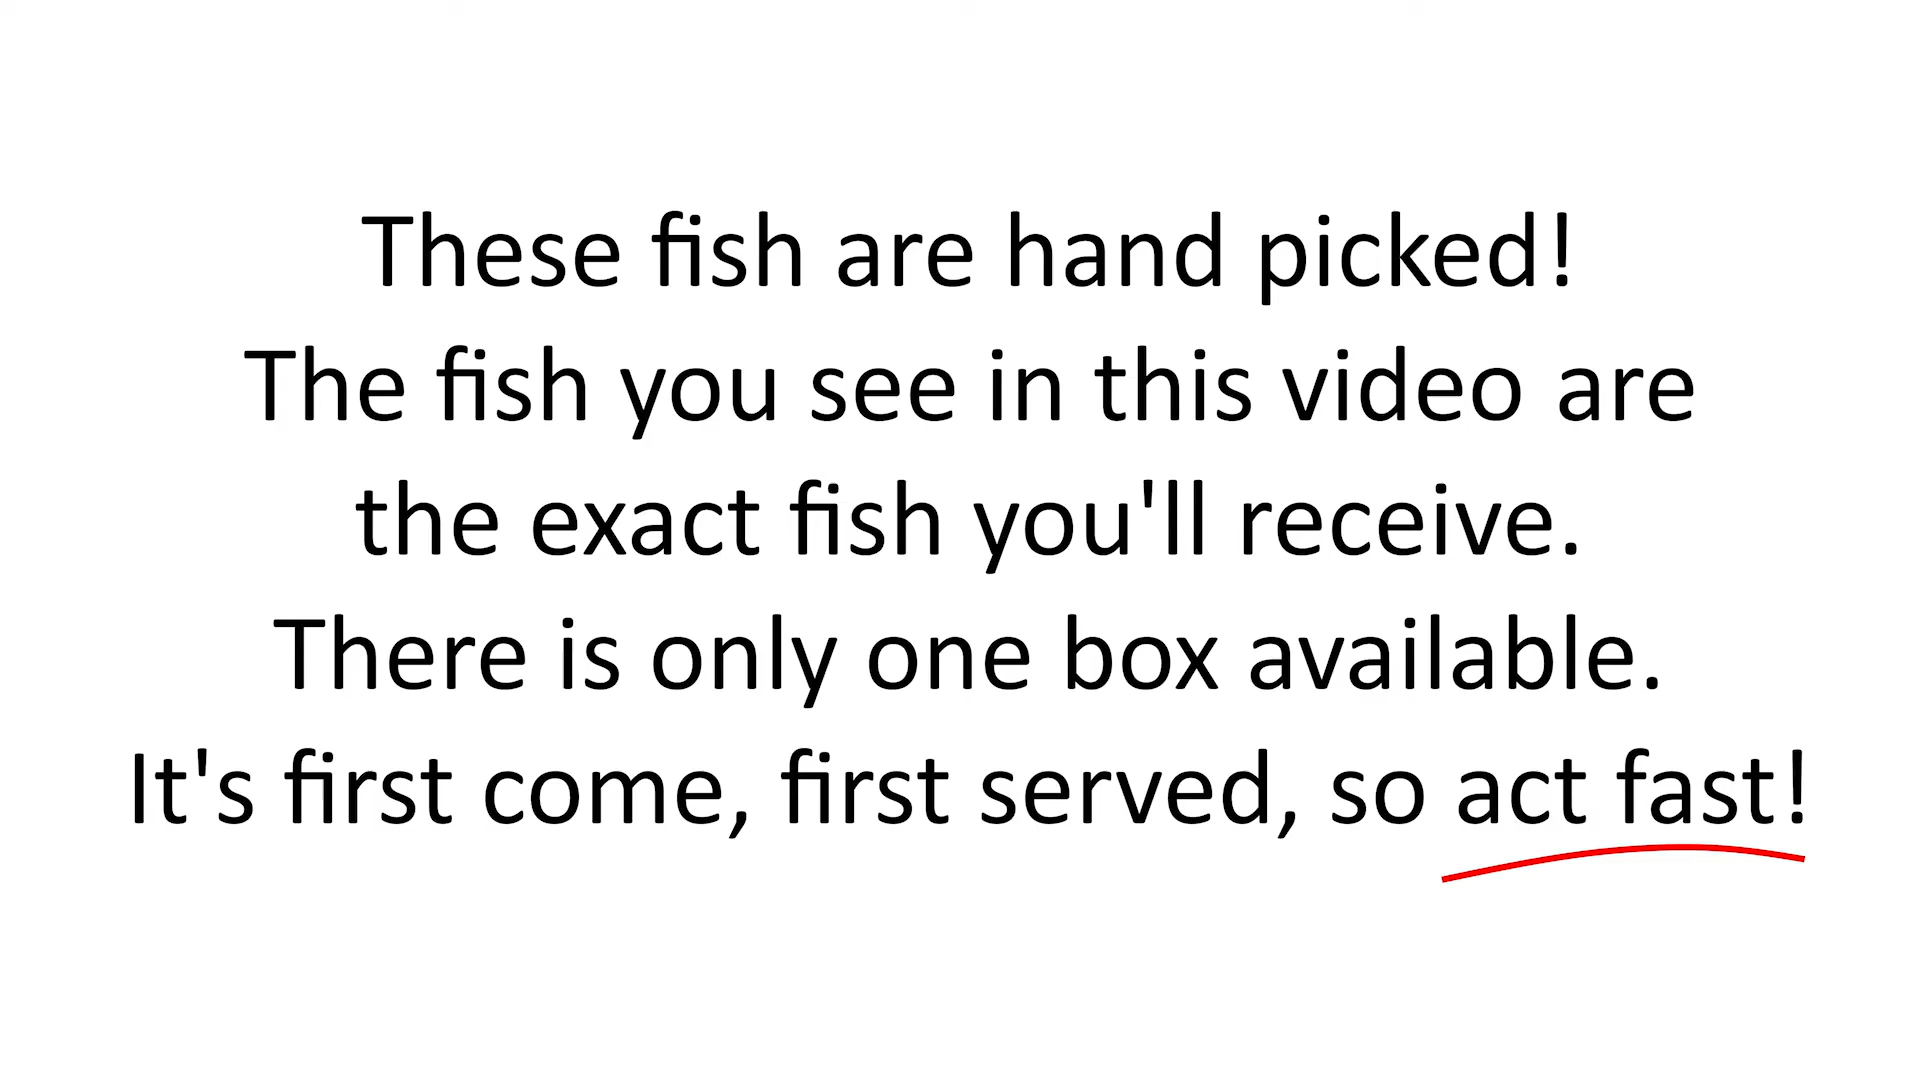 These fish are hand picked!
The fish you see in this video are
the exact fish you'll receive.
There is only one box available.
It's first come, first served, so act fast!